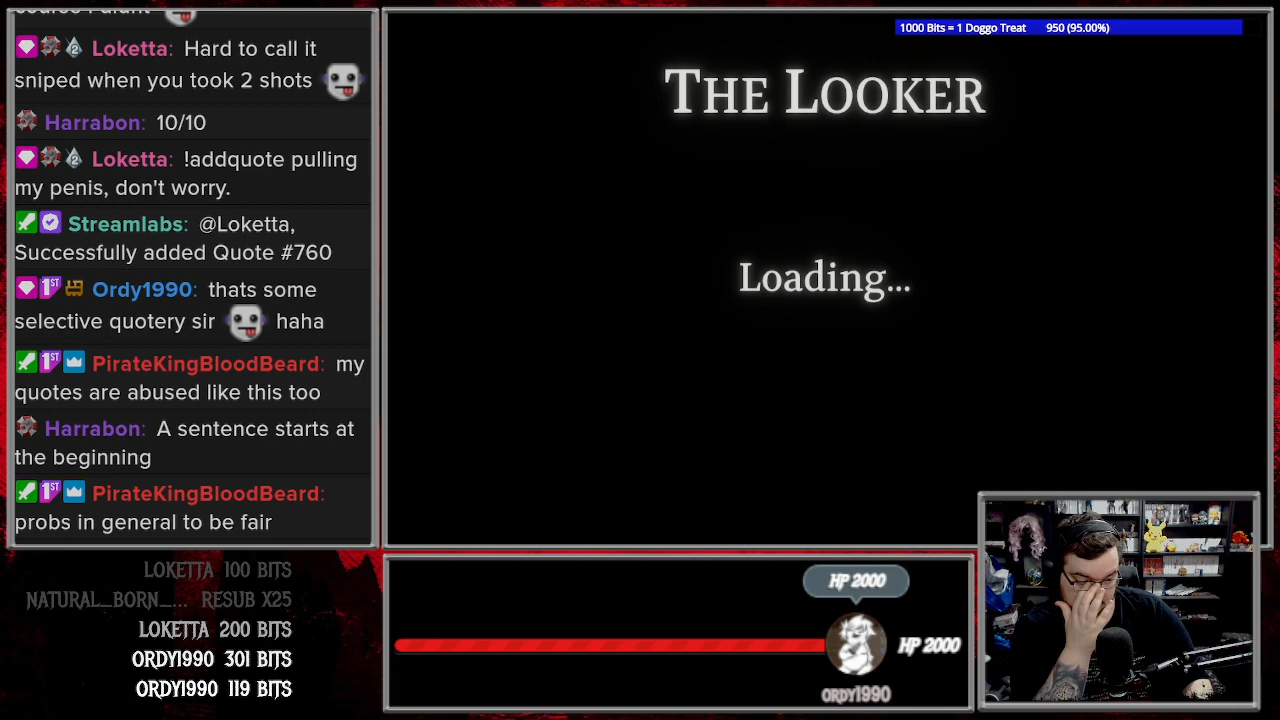 Loketta: Hard to call it
sniped when you took 2 shots
Harrabon: 10/10
Loketta: !addquote pulling
my penis, don't worry.
Streamlabs: @Loketta,
Successfully added Quote #760
1ST Ordy1990: thats some
selective quotery sir haha
1ST PirateKingBloodBeard: my
quotes are abused like this too
Harrabon: A sentence starts at
the beginning
1ST PirateKingBloodBeard:
probs in general to be fair
LOKETTA 100 BITS
NATURAL_BORN_... RESUB X25
LOKETTA 200 BITS
ORDY1990 301 BITS
ORDY1990 119 BITS
1000 Bits = 1 Doggo Treat 950 (95.00%)
THE LOOKER
Loading...
HP 2000
HP 2000
ORDY1990